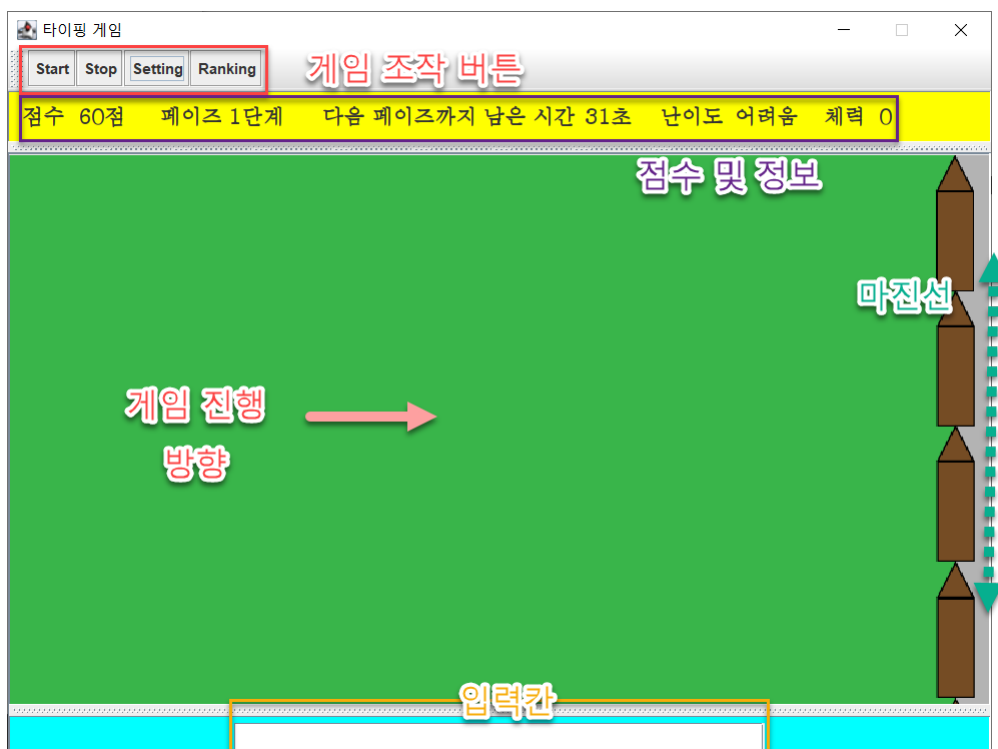 타이핑 게임
Start Stop Setting Ranking
게임 조작 버튼
점수 60점 페이즈 1단계 다음 페이즈까지 남은 시간 31초 난이도 어려움 체력 0
점수 및 정보
마진선
게임 진행
방향
입력칸